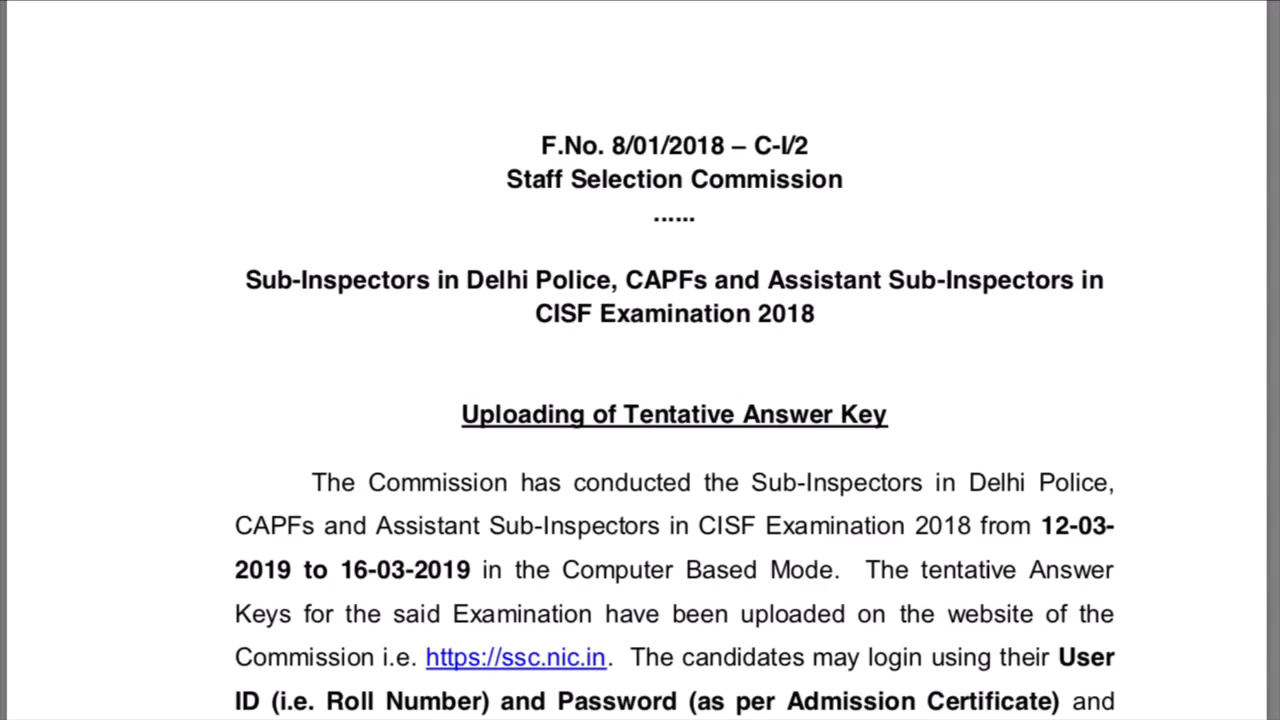 F.No. 8/01/2018 – C-I/2
Staff Selection Commission
......
Sub-Inspectors in Delhi Police, CAPFs and Assistant Sub-Inspectors in
CISF Examination 2018
Uploading of Tentative Answer Key
The Commission has conducted the Sub-Inspectors in Delhi Police,
CAPFs and Assistant Sub-Inspectors in CISF Examination 2018 from 12-03-
2019 to 16-03-2019 in the Computer Based Mode. The tentative Answer
Keys for the said Examination have been uploaded on the website of the
Commission i.e. https://ssc.nic.in. The candidates may login using their User
ID (i.e. Roll Number) and Password (as per Admission Certificate) and